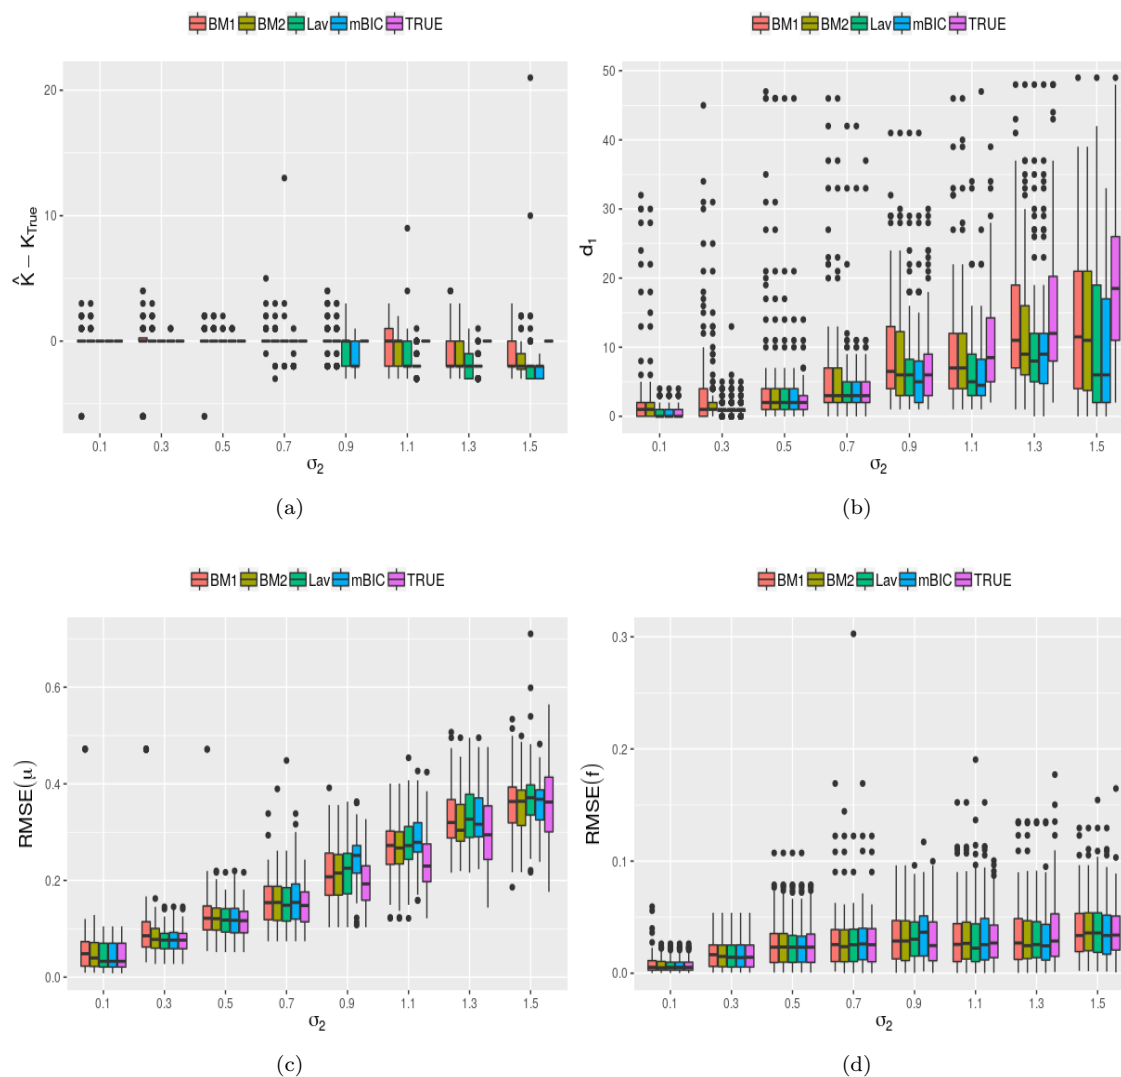 BM1 BM2 Lav mBIC TRUE
20
10
0
K̂ − K_True
0.1 0.3 0.5 0.7 0.9 1.1 1.3 1.5
σ₂
(a)
BM1 BM2 Lav mBIC TRUE
50
40
30
20
10
0
d₁
0.1 0.3 0.5 0.7 0.9 1.1 1.3 1.5
σ₂
(b)
BM1 BM2 Lav mBIC TRUE
0.6
0.4
0.2
0.0
RMSE(μ)
0.1 0.3 0.5 0.7 0.9 1.1 1.3 1.5
σ₂
(c)
BM1 BM2 Lav mBIC TRUE
0.3
0.2
0.1
0.0
RMSE(f)
0.1 0.3 0.5 0.7 0.9 1.1 1.3 1.5
σ₂
(d)